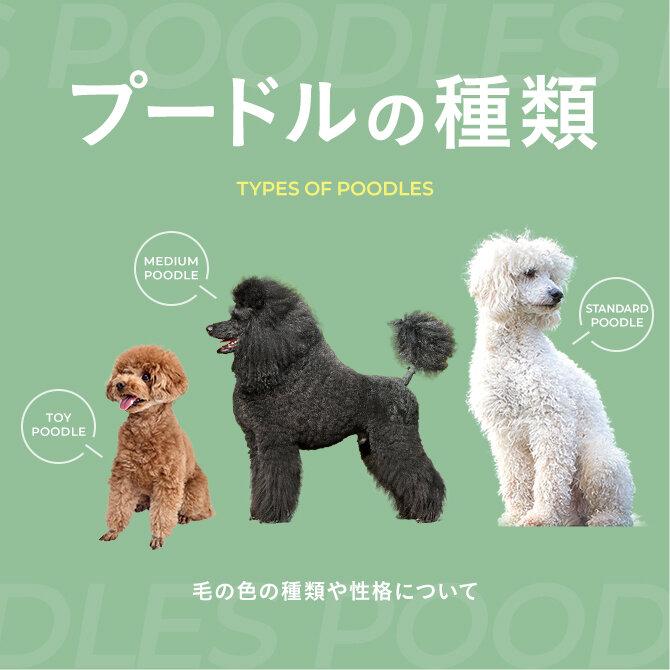 S POODLES
プードルの種類
TYPES OF POODLES
MEDIUM
POODLE
STANDARD
POODLE
TOY
POODLE
毛の色の種類や性格について
DLES POODLES